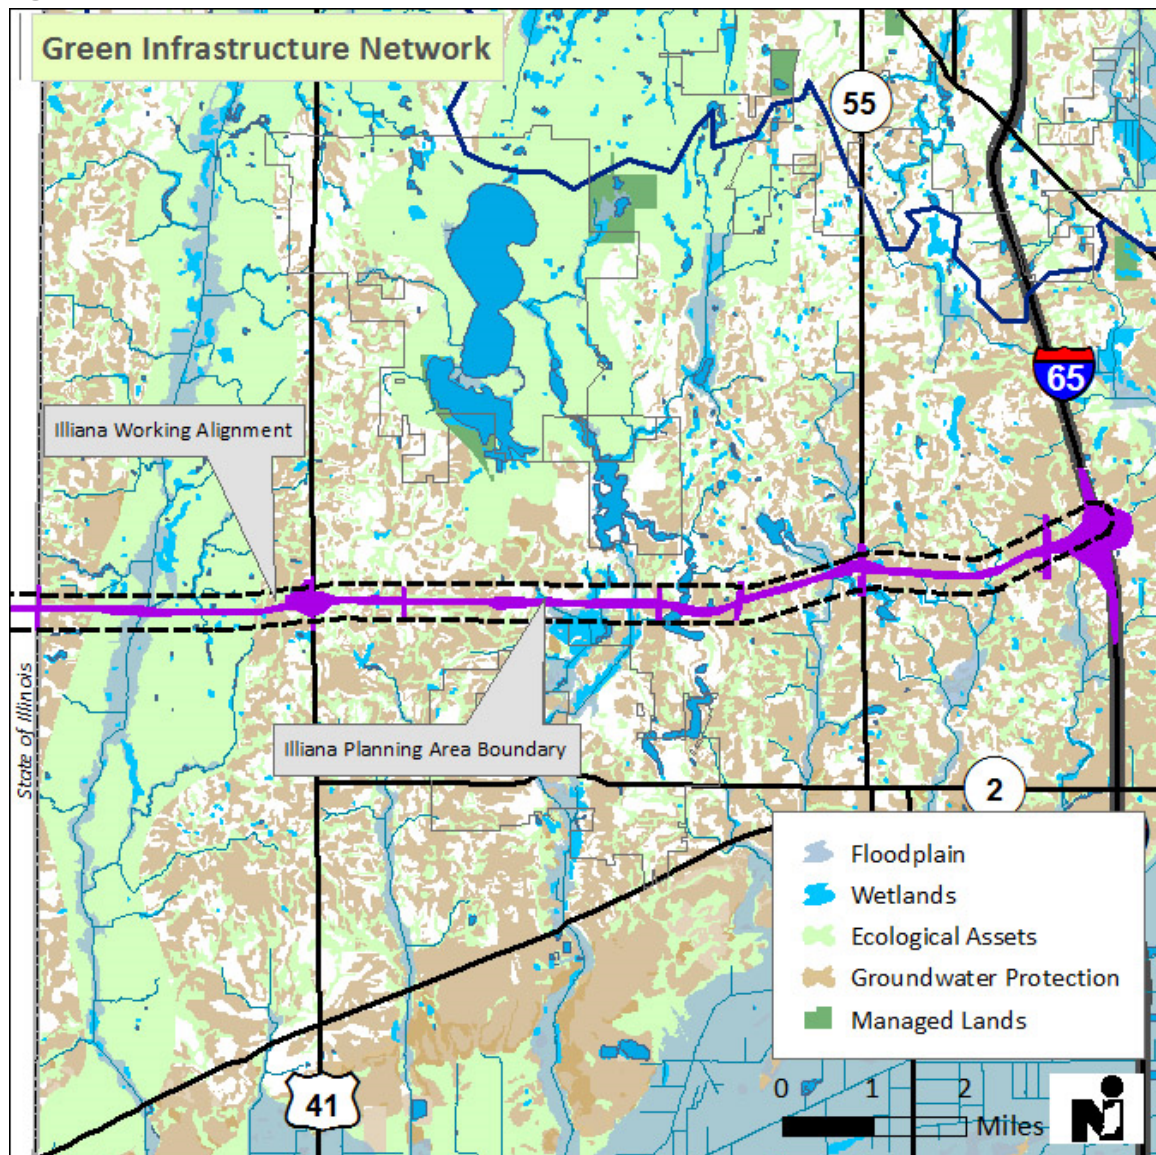 Green Infrastructure Network
55
65
Illiana Working Alignment
State of Illinois
Illiana Planning Area Boundary
2
Floodplain
Wetlands
Ecological Assets
Groundwater Protection
Managed Lands
41
0 1 2
Miles